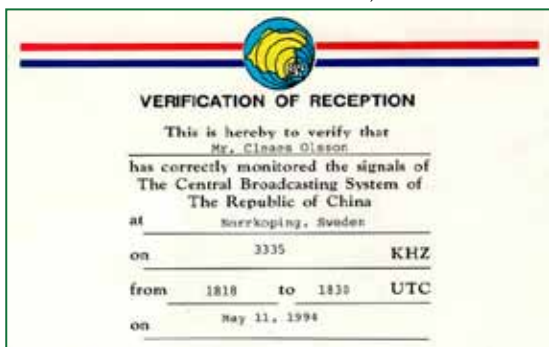 VERIFICATION OF RECEPTION
This is hereby to verify that
Mr. Claes Olsson
has correctly monitored the signals of
The Central Broadcasting System of
The Republic of China
at Norrkoping, Sweden
on 3335 KHZ
from 1818 to 1830 UTC
on May 11, 1994